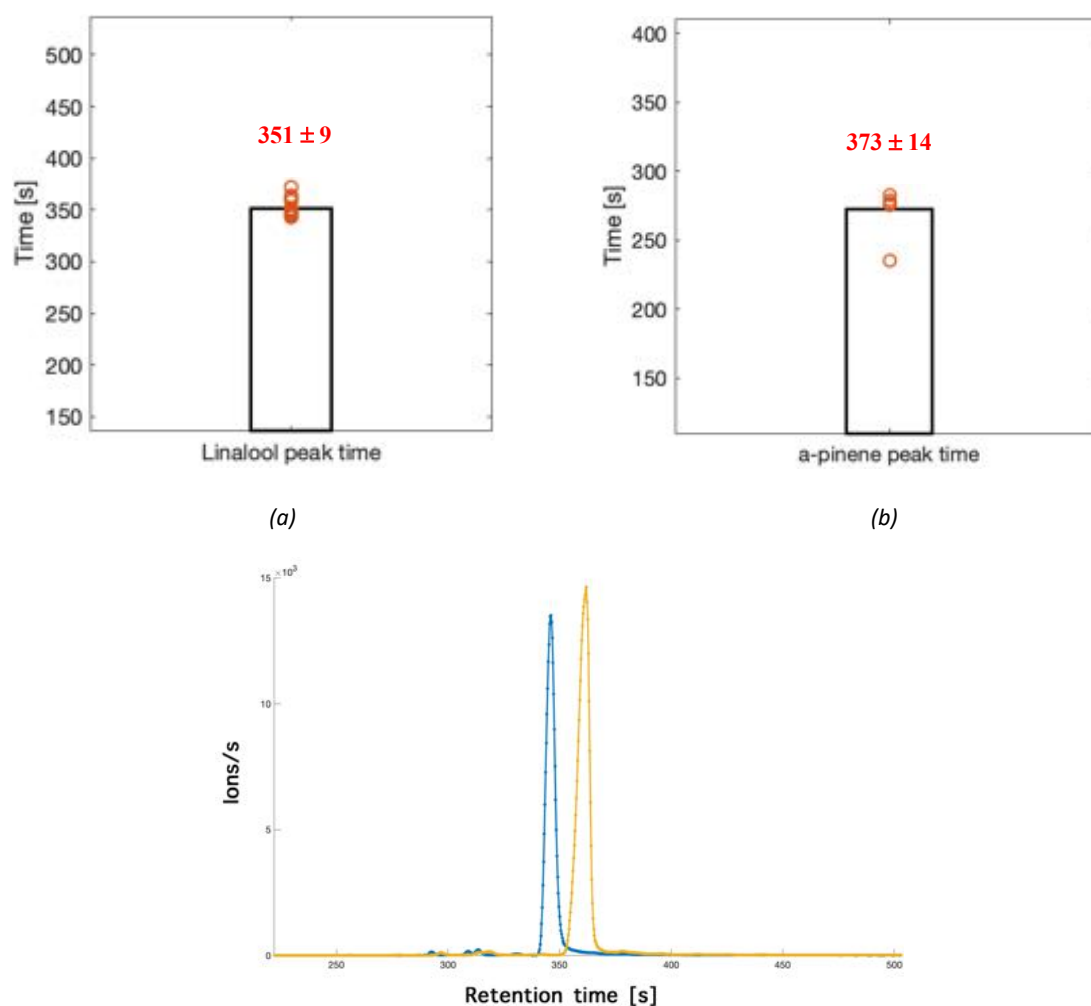 500
450
400
350
300
250
200
150
Time [s]
351 ± 9
Linalool peak time
(a)
400
350
300
250
200
150
Time [s]
373 ± 14
a-pinene peak time
(b)
×10³
15
10
5
0
Ions/s
250 300 350 400 450 500
Retention time [s]